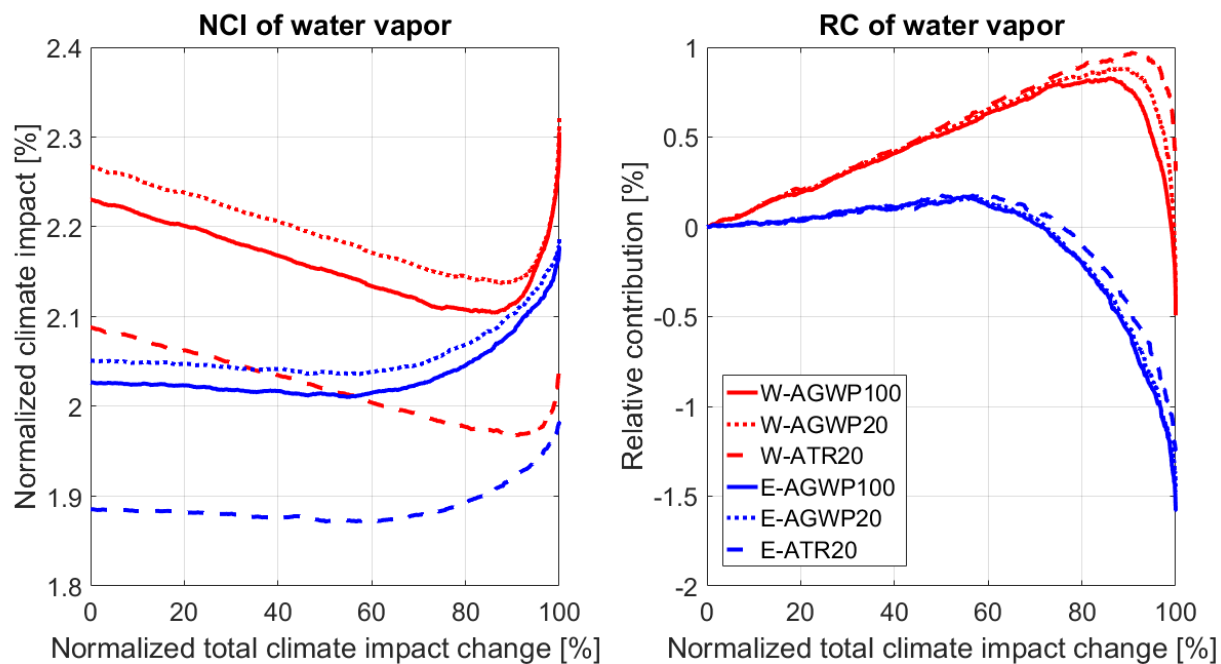 NCI of water vapor
Normalized climate impact [%]
2.4
2.3
2.2
2.1
2
1.9
1.8
0 20 40 60 80 100
Normalized total climate impact change [%]
RC of water vapor
Relative contribution [%]
1
0.5
0
-0.5
-1
-1.5
-2
W-AGWP100
W-AGWP20
W-ATR20
E-AGWP100
E-AGWP20
E-ATR20
0 20 40 60 80 100
Normalized total climate impact change [%]